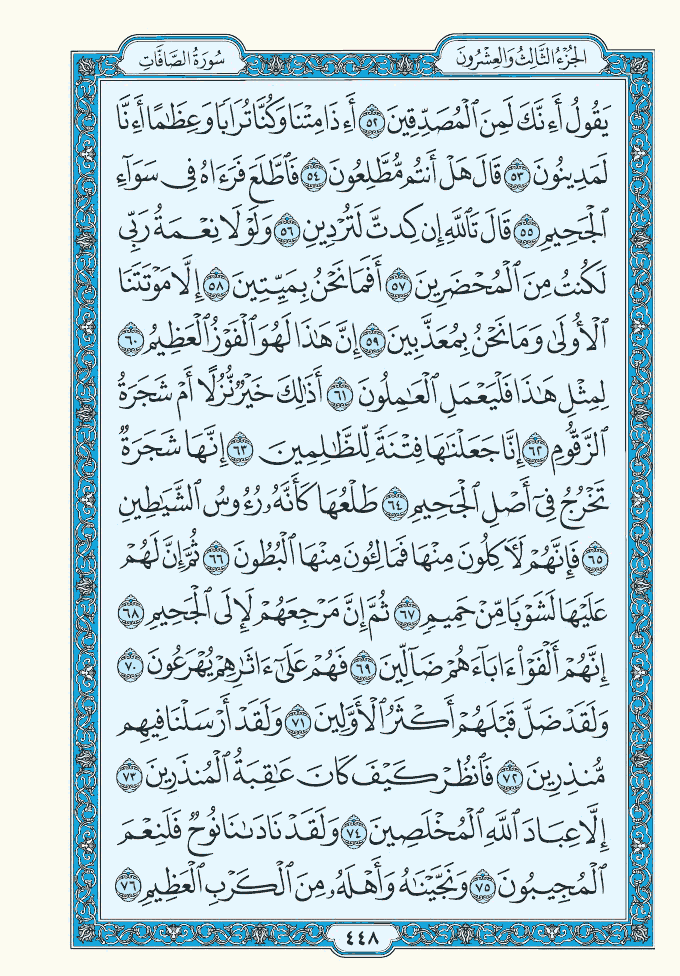 سُورَةُ الصَّافَّاتِ
الجُزْءُ الثَّالِثُ وَالعِشْرُونَ
يَقُولُ أَءِنَّكَ لَمِنَ ٱلْمُصَدِّقِينَ ٥٢ أَءِذَا مِتْنَا وَكُنَّا تُرَابًا وَعِظَٰمًا أَءِنَّا
لَمَدِينُونَ ٥٣ قَالَ هَلْ أَنتُم مُّطَّلِعُونَ ٥٤ فَٱطَّلَعَ فَرَءَاهُ فِى سَوَآءِ
ٱلْجَحِيمِ ٥٥ قَالَ تَٱللَّهِ إِن كِدتَّ لَتُرْدِينِ ٥٦ وَلَوْلَا نِعْمَةُ رَبِّى
لَكُنتُ مِنَ ٱلْمُحْضَرِينَ ٥٧ أَفَمَا نَحْنُ بِمَيِّتِينَ ٥٨ إِلَّا مَوْتَتَنَا
ٱلْأُولَىٰ وَمَا نَحْنُ بِمُعَذَّبِينَ ٥٩ إِنَّ هَٰذَا لَهُوَ ٱلْفَوْزُ ٱلْعَظِيمُ ٦٠
لِمِثْلِ هَٰذَا فَلْيَعْمَلِ ٱلْعَٰمِلُونَ ٦١ أَذَٰلِكَ خَيْرٌ نُّزُلًا أَمْ شَجَرَةُ
ٱلزَّقُّومِ ٦٢ إِنَّا جَعَلْنَٰهَا فِتْنَةً لِّلظَّٰلِمِينَ ٦٣ إِنَّهَا شَجَرَةٌ
تَخْرُجُ فِىٓ أَصْلِ ٱلْجَحِيمِ ٦٤ طَلْعُهَا كَأَنَّهُۥ رُءُوسُ ٱلشَّيَٰطِينِ
٦٥ فَإِنَّهُمْ لَءَاكِلُونَ مِنْهَا فَمَالِـُٔونَ مِنْهَا ٱلْبُطُونَ ٦٦ ثُمَّ إِنَّ لَهُمْ
عَلَيْهَا لَشَوْبًا مِّنْ حَمِيمٍ ٦٧ ثُمَّ إِنَّ مَرْجِعَهُمْ لَإِلَى ٱلْجَحِيمِ ٦٨
إِنَّهُمْ أَلْفَوْا۟ ءَابَآءَهُمْ ضَآلِّينَ ٦٩ فَهُمْ عَلَىٰٓ ءَاثَٰرِهِمْ يُهْرَعُونَ ٧٠
وَلَقَدْ ضَلَّ قَبْلَهُمْ أَكْثَرُ ٱلْأَوَّلِينَ ٧١ وَلَقَدْ أَرْسَلْنَا فِيهِم
مُّنذِرِينَ ٧٢ فَٱنظُرْ كَيْفَ كَانَ عَٰقِبَةُ ٱلْمُنذَرِينَ ٧٣
إِلَّا عِبَادَ ٱللَّهِ ٱلْمُخْلَصِينَ ٧٤ وَلَقَدْ نَادَىٰنَا نُوحٌ فَلَنِعْمَ
ٱلْمُجِيبُونَ ٧٥ وَنَجَّيْنَٰهُ وَأَهْلَهُۥ مِنَ ٱلْكَرْبِ ٱلْعَظِيمِ ٧٦
٤٤٨